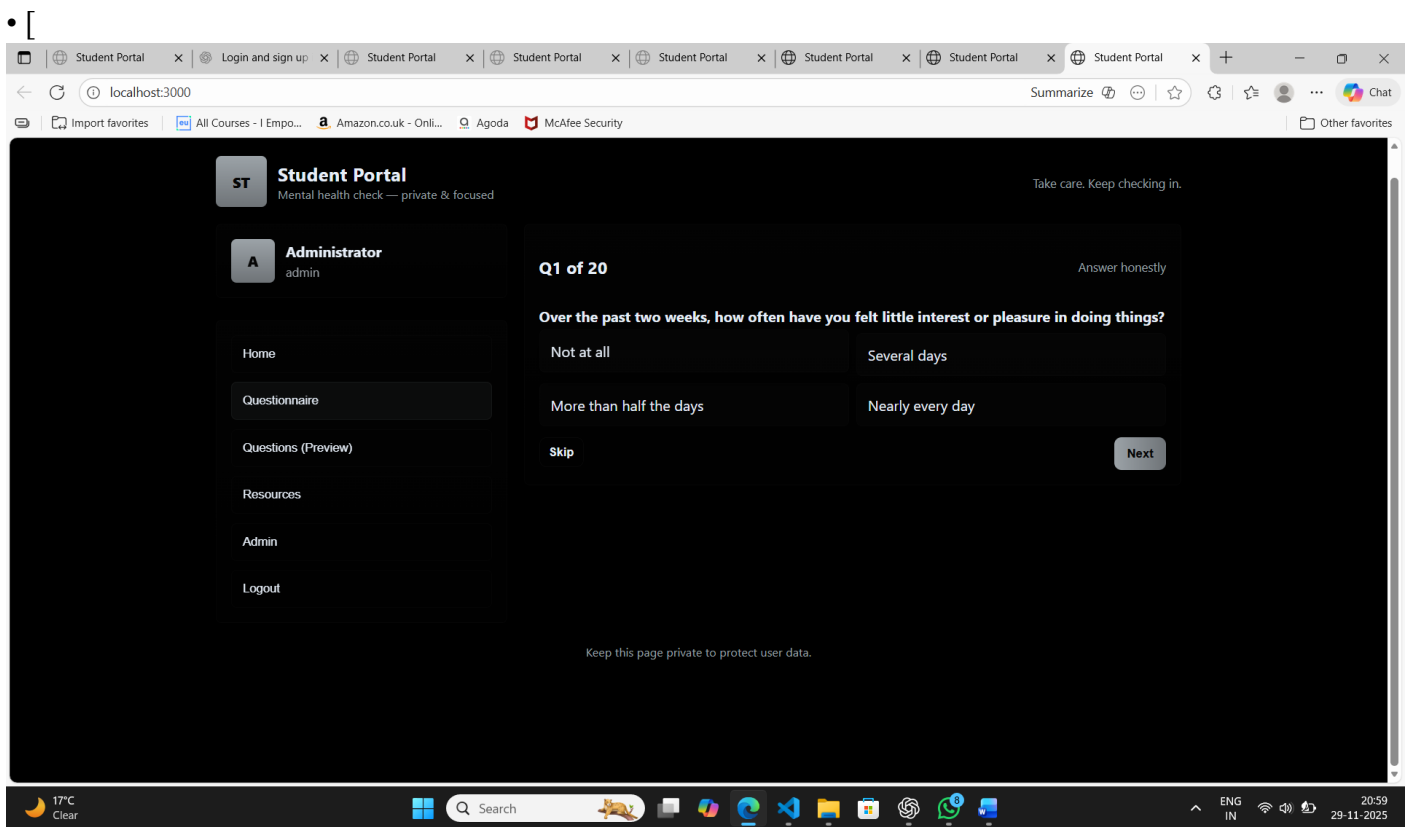 • [
Student Portal Login and sign up Student Portal Student Portal Student Portal Student Portal Student Portal Student Portal
localhost:3000 Summarize Chat
Import favorites All Courses - I Empo... Amazon.co.uk - Onli... Agoda McAfee Security Other favorites
ST Student Portal
Mental health check — private & focused
Take care. Keep checking in.
A Administrator
admin
Home
Questionnaire
Questions (Preview)
Resources
Admin
Logout
Q1 of 20 Answer honestly
Over the past two weeks, how often have you felt little interest or pleasure in doing things?
Not at all Several days
More than half the days Nearly every day
Skip Next
Keep this page private to protect user data.
17°C
Clear
Search
8
ENG
IN
20:59
29-11-2025